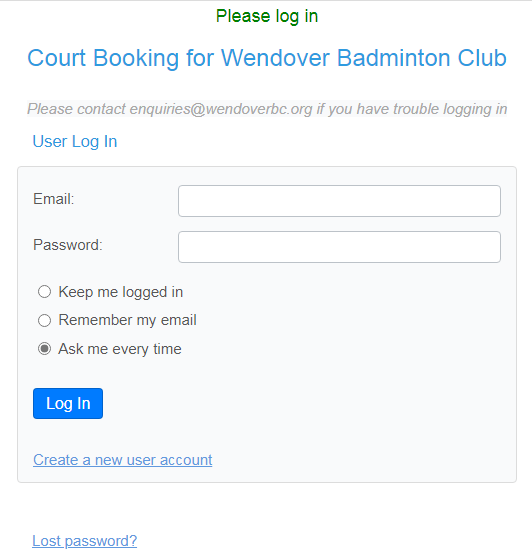 Please log in
Court Booking for Wendover Badminton Club
Please contact enquiries@wendoverbc.org if you have trouble logging in
User Log In
Email:
Password:
Keep me logged in
Remember my email
Ask me every time
Log In
Create a new user account
Lost password?